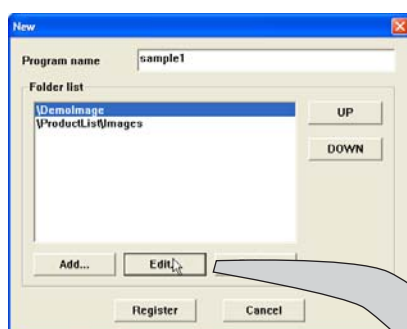 New
Program name
sample1
Folder list
\DemoImage
\ProductList\Images
UP
DOWN
Add...
Edit...
Register
Cancel